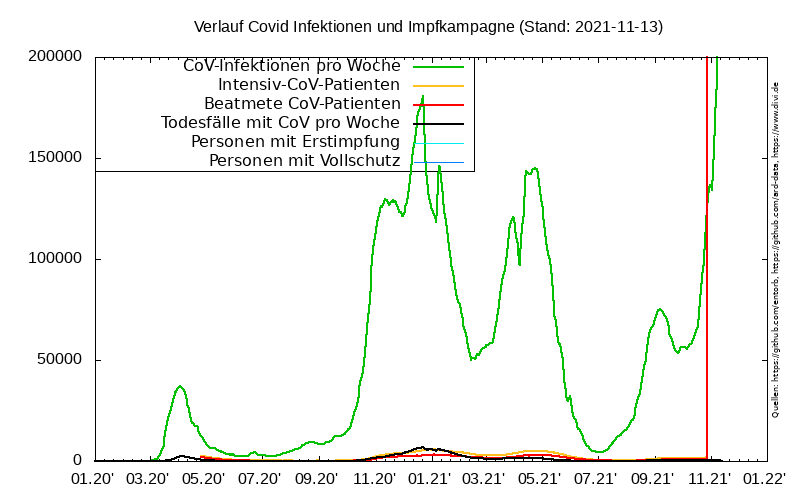 Verlauf Covid Infektionen und Impfkampagne (Stand: 2021-11-13)
200000
150000
100000
50000
0
CoV-Infektionen pro Woche
Intensiv-CoV-Patienten
Beatmete CoV-Patienten
Todesfälle mit CoV pro Woche
Personen mit Erstimpfung
Personen mit Vollschutz
01.20' 03.20' 05.20' 07.20' 09.20' 11.20' 01.21' 03.21' 05.21' 07.21' 09.21' 11.21' 01.22'
Quellen: https://github.com/entorb, https://github.com/ard-data, https://www.divi.de